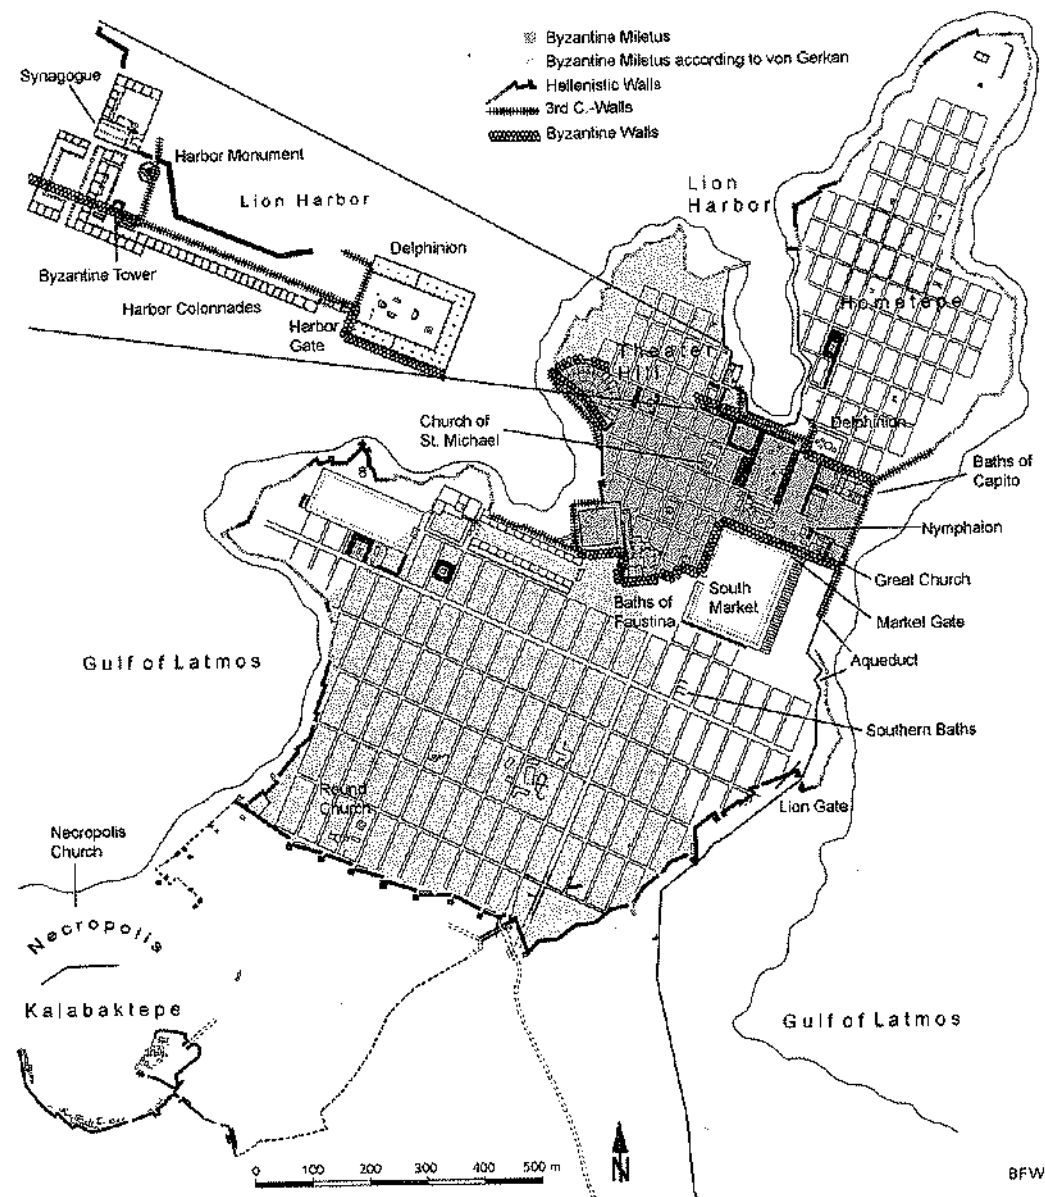 Byzantine Miletus
Byzantine Miletus according to von Gerkan
Hellenistic Walls
3rd C.-Walls
Byzantine Walls
Synagogue
Harbor Monument
Lion Harbor
Delphinion
Byzantine Tower
Harbor Colonnades
Harbor
Gate
Lion
Harbor
Humeitepe
Theater
Hill
Church of
St. Michael
Delphinion
Baths of
Capito
Nymphaion
Great Church
South
Market
Baths of
Faustina
Market Gate
Aqueduct
Gulf of Latmos
Southern Baths
Round
Church
Lion Gate
Necropolis
Church
Necropolis
Kalabaktepe
Gulf of Latmos
0 100 200 300 400 500 m
N
BFW